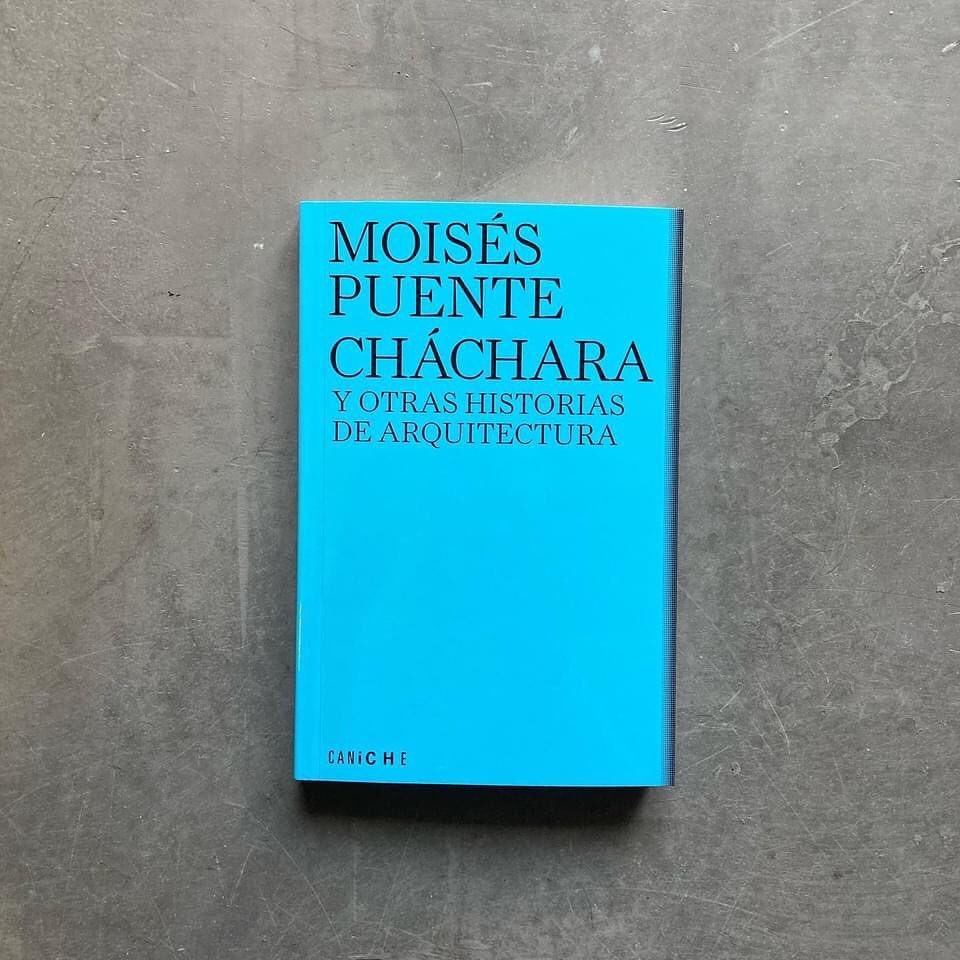 MOISÉS
PUENTE
CHÁCHARA
Y OTRAS HISTORIAS
DE ARQUITECTURA
CANiCHE